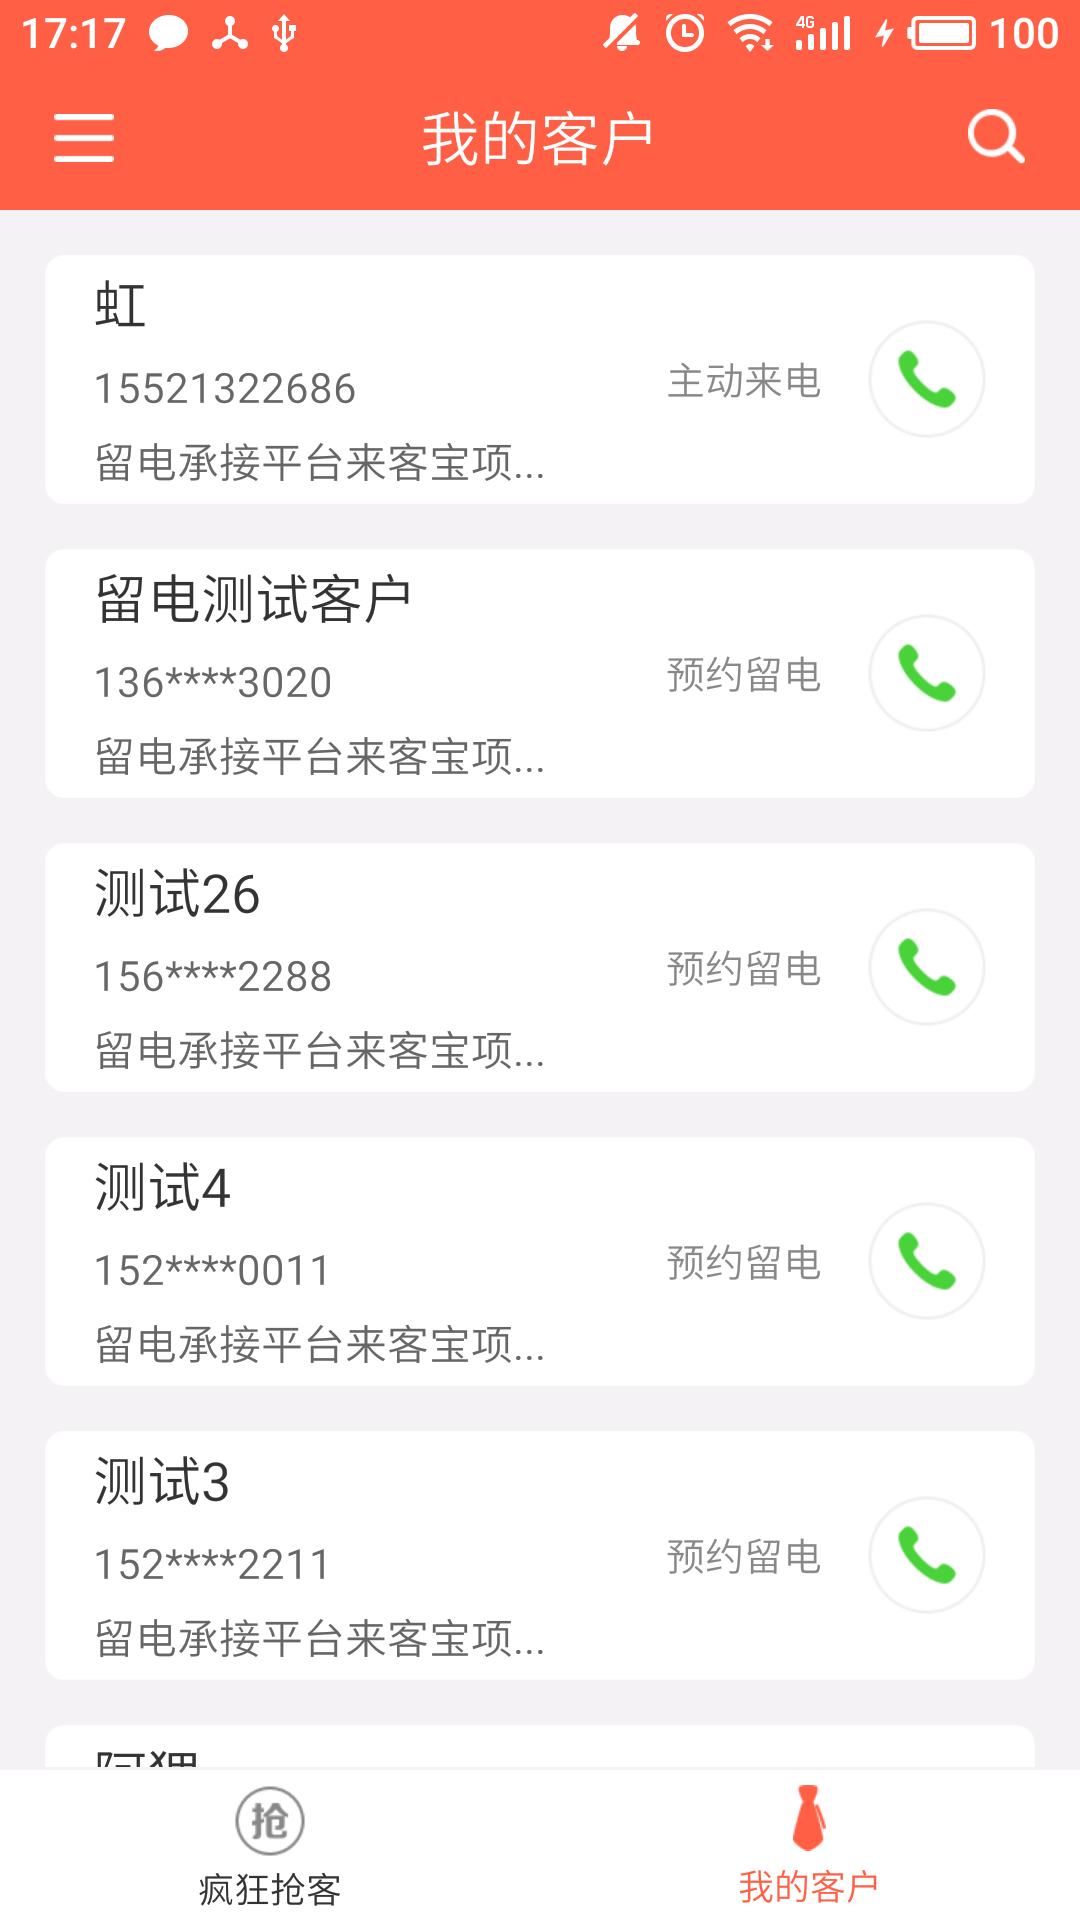 17:17 4G 100
我的客户
虹
15521322686
主动来电
留电承接平台来客宝项...
留电测试客户
136****3020
预约留电
留电承接平台来客宝项...
测试26
156****2288
预约留电
留电承接平台来客宝项...
测试4
152****0011
预约留电
留电承接平台来客宝项...
测试3
152****2211
预约留电
留电承接平台来客宝项...
抢
疯狂抢客
我的客户